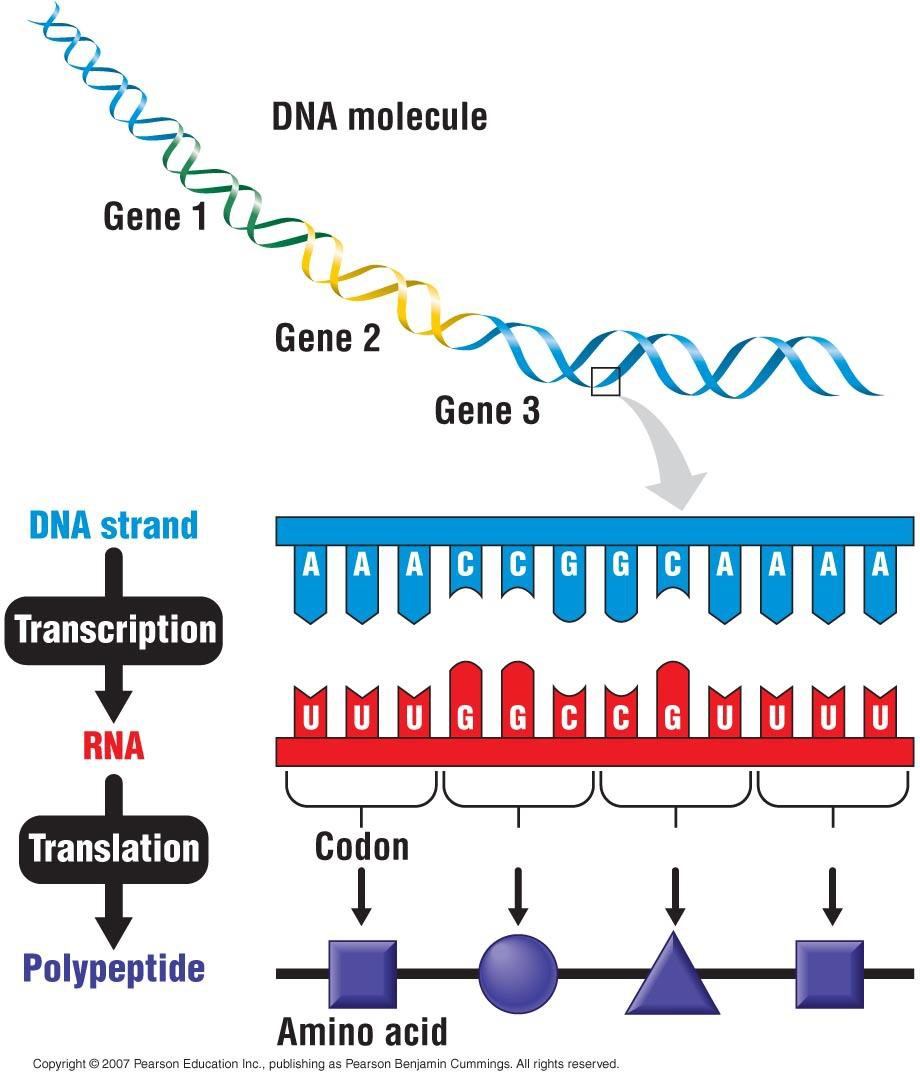 DNA molecule
Gene 1
Gene 2
Gene 3
DNA strand
A A A C C G G C A A A A
Transcription
U U U G G C C G U U U U
RNA
Translation
Codon
Polypeptide
Amino acid
Copyright © 2007 Pearson Education Inc., publishing as Pearson Benjamin Cummings. All rights reserved.